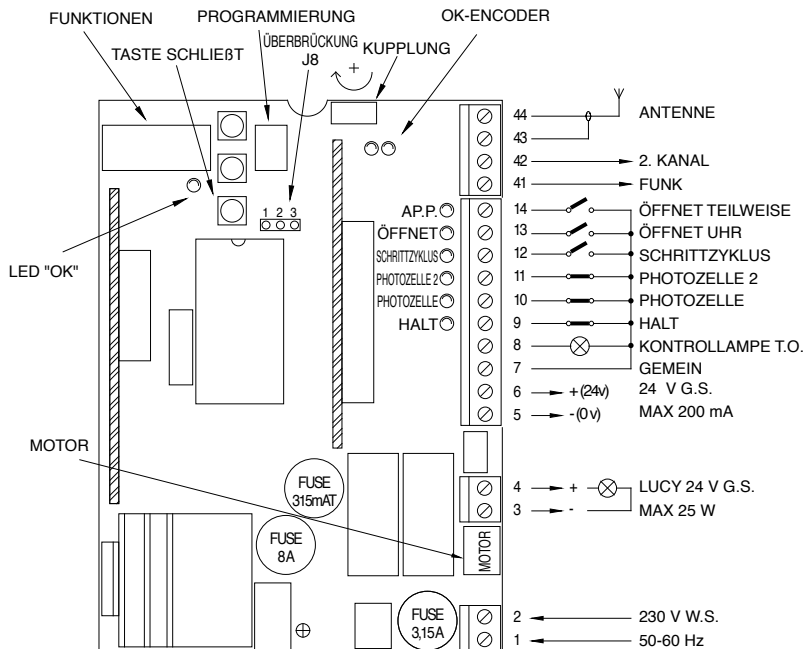 FUNKTIONEN
PROGRAMMIERUNG
OK-ENCODER
TASTE SCHLIEßT
ÜBERBRÜCKUNG
J8
KUPPLUNG
+
LED "OK"
1 2 3
MOTOR
44 ANTENNE
43
42 2. KANAL
41 FUNK
AP.P. 14 ÖFFNET TEILWEISE
ÖFFNET 13 ÖFFNET UHR
SCHRITTZYKLUS 12 SCHRITTZYKLUS
PHOTOZELLE 2 11 PHOTOZELLE 2
PHOTOZELLE 10 PHOTOZELLE
HALT 9 HALT
8 KONTROLLAMPE T.O.
7 GEMEIN
6 +(24v) 24 V G.S.
5 -(0v) MAX 200 mA
4 + LUCY 24 V G.S.
3 - MAX 25 W
FUSE
315mAT
FUSE
8A
MOTOR
FUSE
3,15A
2 230 V W.S.
1 50-60 Hz